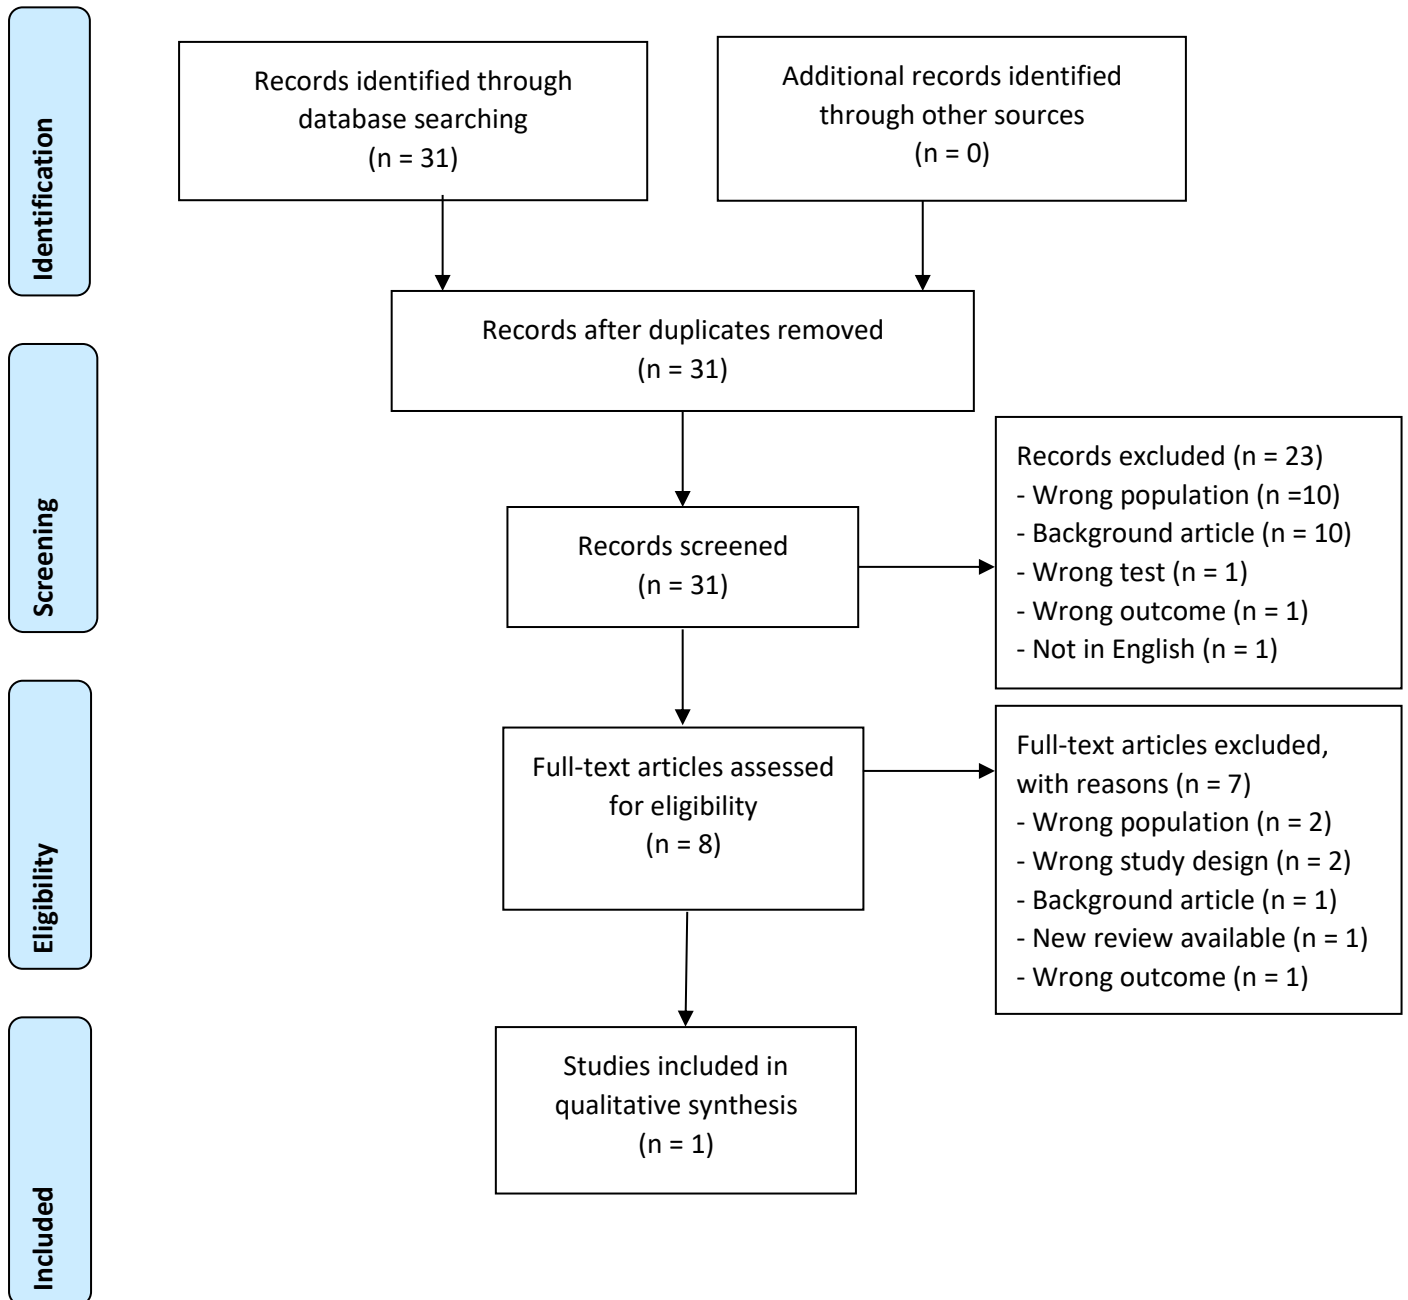 Identification
Records identified through
database searching
(n = 31)
Additional records identified
through other sources
(n = 0)
Records after duplicates removed
(n = 31)
Screening
Records screened
(n = 31)
Records excluded (n = 23)
- Wrong population (n =10)
- Background article (n = 10)
- Wrong test (n = 1)
- Wrong outcome (n = 1)
- Not in English (n = 1)
Eligibility
Full-text articles assessed
for eligibility
(n = 8)
Full-text articles excluded,
with reasons (n = 7)
- Wrong population (n = 2)
- Wrong study design (n = 2)
- Background article (n = 1)
- New review available (n = 1)
- Wrong outcome (n = 1)
Included
Studies included in
qualitative synthesis
(n = 1)